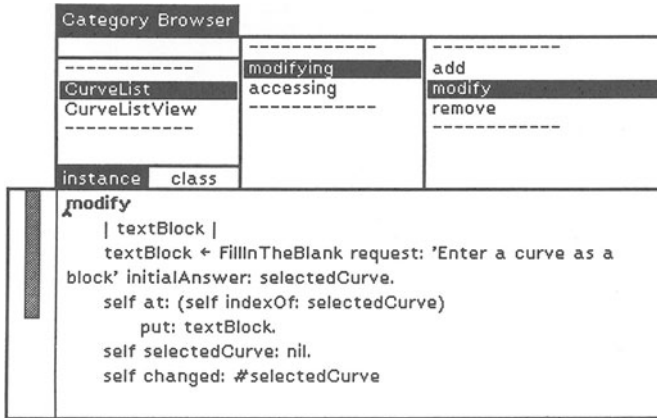 Category Browser
------------
CurveList
CurveListView
------------
------------
modifying
accessing
------------
------------
add
modify
remove
------------
instance class
modify
| textBlock |
textBlock ← FillInTheBlank request: 'Enter a curve as a
block' initialAnswer: selectedCurve.
self at: (self indexOf: selectedCurve)
put: textBlock.
self selectedCurve: nil.
self changed: #selectedCurve